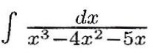 ∫ dx / (x³−4x²−5x)